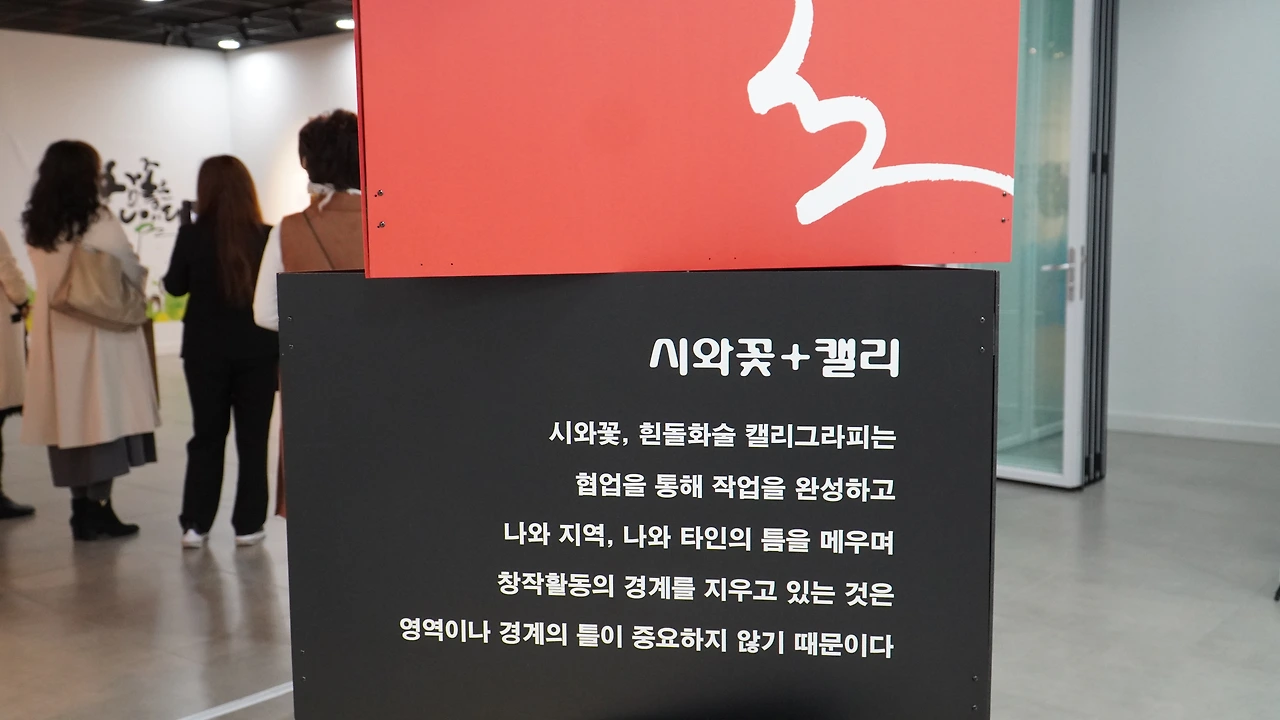 시와꽃+캘리
시와꽃, 흰돌화술 캘리그라피는
협업을 통해 작업을 완성하고
나와 지역, 나와 타인의 틈을 메우며
창작활동의 경계를 지우고 있는 것은
영역이나 경계의 틀이 중요하지 않기 때문이다